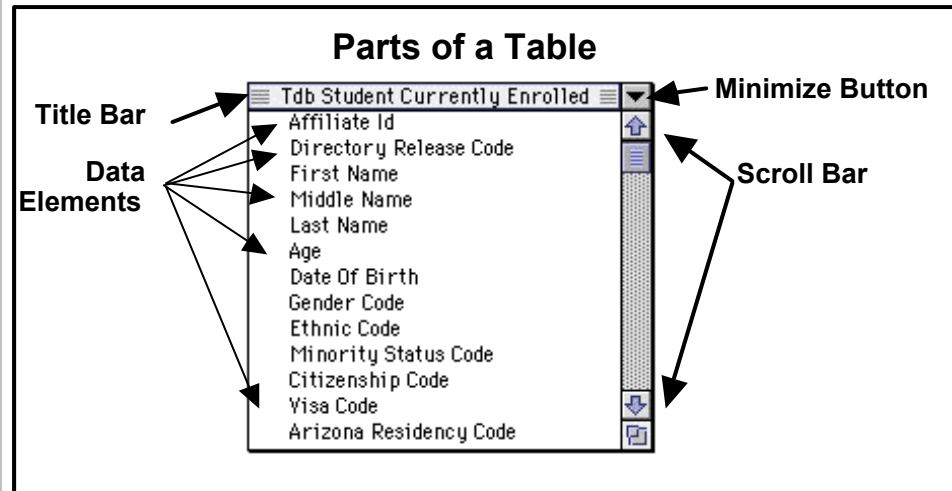 Parts of a Table
Tdb Student Currently Enrolled
Minimize Button
Title Bar
Affiliate Id
Directory Release Code
First Name
Data
Elements
Scroll Bar
Middle Name
Last Name
Age
Date Of Birth
Gender Code
Ethnic Code
Minority Status Code
Citizenship Code
Visa Code
Arizona Residency Code